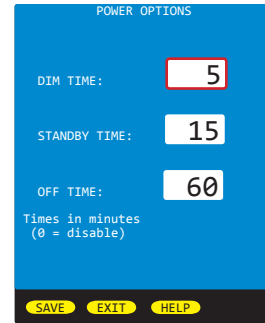 POWER OPTIONS
DIM TIME: 5
STANDBY TIME: 15
OFF TIME: 60
Times in minutes
(0 = disable)
SAVE EXIT HELP